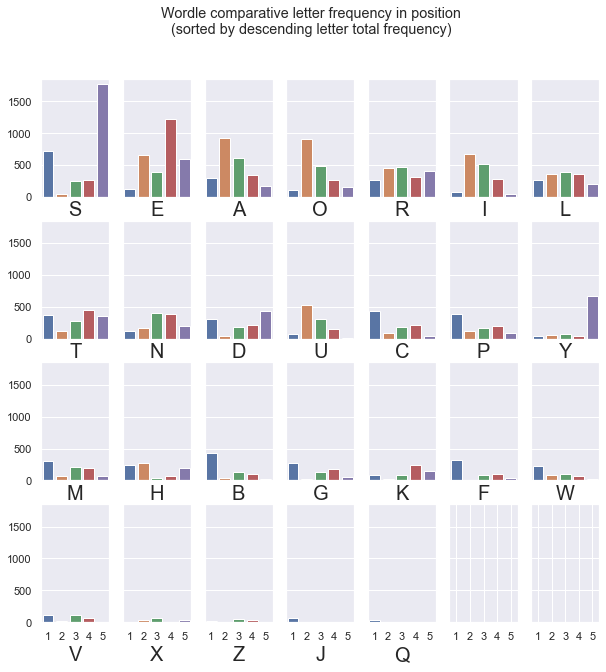 Wordle comparative letter frequency in position
(sorted by descending letter total frequency)
1500
1000
500
0
S E A O R I L
1500
1000
500
0
T N D U C P Y
1500
1000
500
0
M H B G K F W
1500
1000
500
0
1 2 3 4 5 1 2 3 4 5 1 2 3 4 5 1 2 3 4 5 1 2 3 4 5 1 2 3 4 5 1 2 3 4 5
V X Z J Q